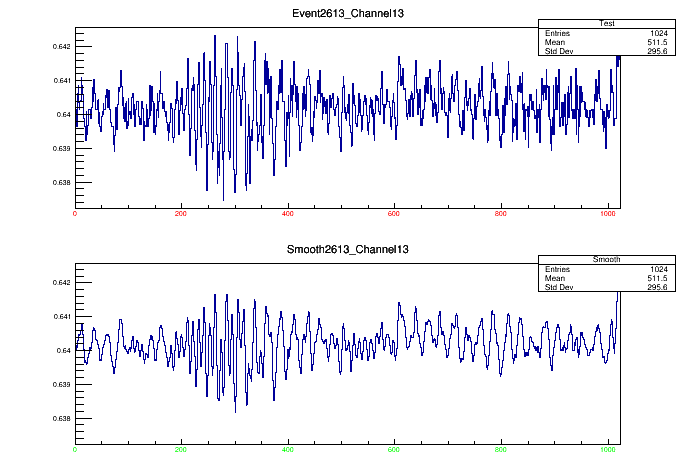 Event2613_Channel13
Test
Entries 1024
Mean 511.5
Std Dev 295.6
0.642
0.641
0.64
0.639
0.638
0 200 400 600 800 1000
Smooth2613_Channel13
Smooth
Entries 1024
Mean 511.5
Std Dev 295.6
0.642
0.641
0.64
0.639
0.638
0 200 400 600 800 1000